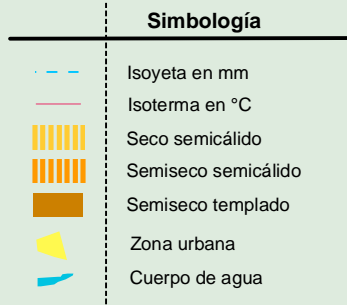 Simbología
Isoyeta en mm
Isoterma en °C
Seco semicálido
Semiseco semicálido
Semiseco templado
Zona urbana
Cuerpo de agua